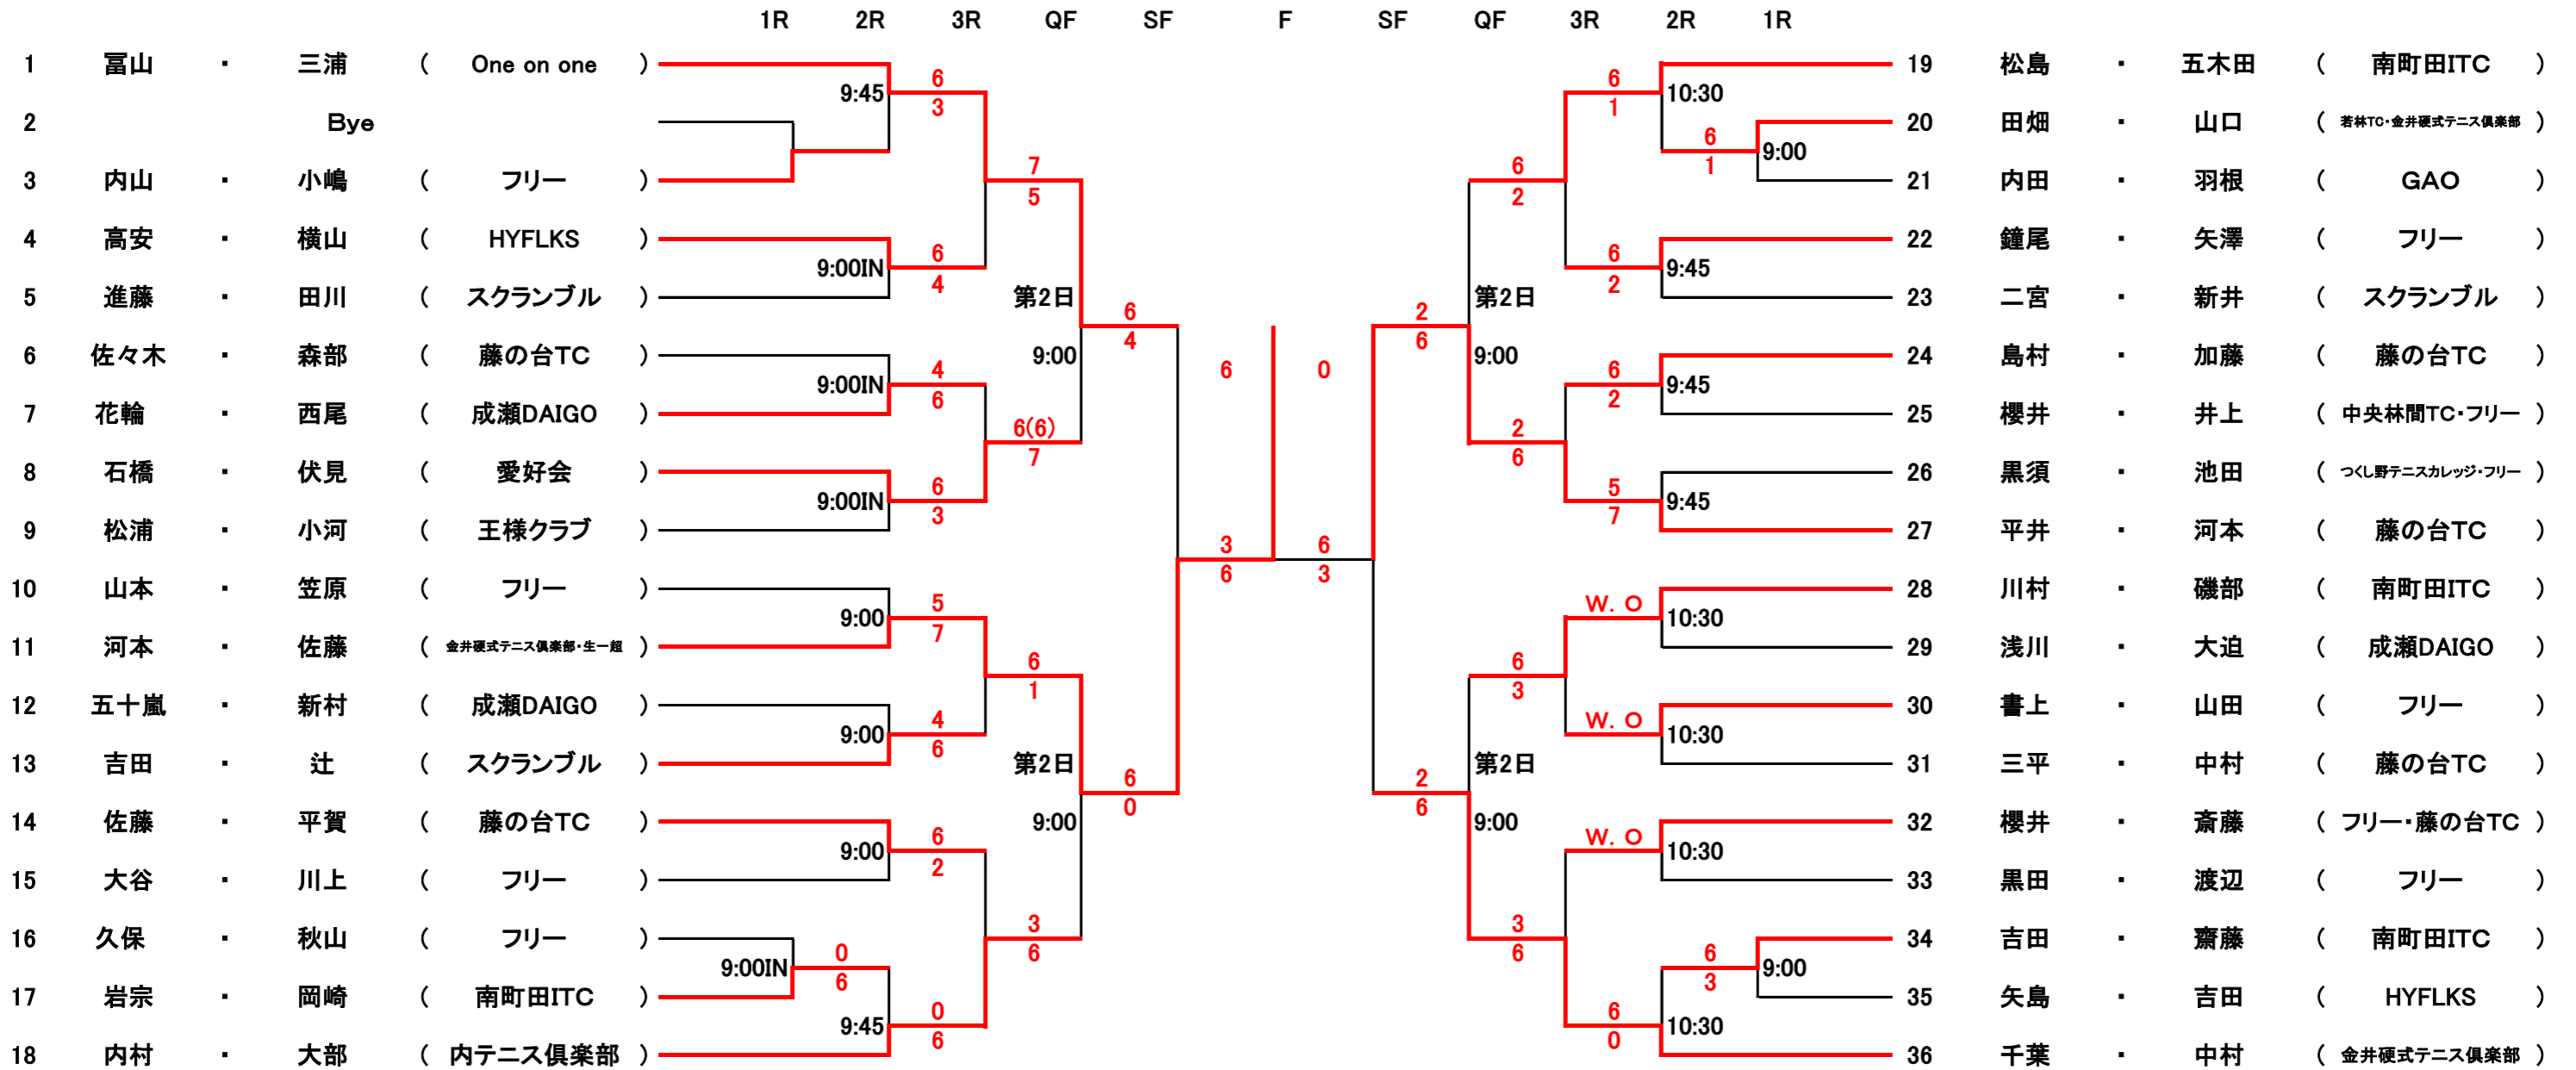 1R 2R 3R QF SF F SF QF 3R 2R 1R
1 冨山 ・ 三浦 ( One on one ) 19 松島 ・ 五木田 ( 南町田ITC )
6 6
9:45 10:30
3 1
2 Bye 20 田畑 ・ 山口 ( 若林TC・金井硬式テニス倶楽部 )
6
9:00
7 1 6
3 内山 ・ 小嶋 ( フリー ) 21 内田 ・ 羽根 ( GAO )
5 2
4 高安 ・ 横山 ( HYFLKS ) 22 鐘尾 ・ 矢澤 ( フリー )
6 6
9:00IN 9:45
4 2
5 進藤 ・ 田川 ( スクランブル ) 第2日 第2日 23 二宮 ・ 新井 ( スクランブル )
6 2
4 6
6 佐々木 ・ 森部 ( 藤の台TC ) 9:00 9:00 24 島村 ・ 加藤 ( 藤の台TC )
4 6 0 6
9:00IN 9:45
6 2
7 花輪 ・ 西尾 ( 成瀬DAIGO ) 25 櫻井 ・ 井上 ( 中央林間TC・フリー )
6(6) 2
7 6
8 石橋 ・ 伏見 ( 愛好会 ) 26 黒須 ・ 池田 ( つくし野テニスカレッジ・フリー )
6 5
9:00IN 9:45
3 7
9 松浦 ・ 小河 ( 王様クラブ ) 27 平井 ・ 河本 ( 藤の台TC )
3 6
6 3
10 山本 ・ 笠原 ( フリー ) 28 川村 ・ 磯部 ( 南町田ITC )
5 W．O
9:00 10:30
7
11 河本 ・ 佐藤 ( 金井硬式テニス倶楽部・生一超 ) 29 浅川 ・ 大迫 ( 成瀬DAIGO )
6 6
1 3
12 五十嵐 ・ 新村 ( 成瀬DAIGO ) 30 書上 ・ 山田 ( フリー )
4 W．O
9:00 10:30
6
13 吉田 ・ 辻 ( スクランブル ) 第2日 第2日 31 三平 ・ 中村 ( 藤の台TC )
6 2
0 6
14 佐藤 ・ 平賀 ( 藤の台TC ) 9:00 9:00 32 櫻井 ・ 斎藤 ( フリー・藤の台TC )
6 W．O
9:00 10:30
2
15 大谷 ・ 川上 ( フリー ) 33 黒田 ・ 渡辺 ( フリー )
3 3
16 久保 ・ 秋山 ( フリー ) 34 吉田 ・ 齋藤 ( 南町田ITC )
0 6 6 6
9:00IN 9:00
6 3
17 岩宗 ・ 岡崎 ( 南町田ITC ) 35 矢島 ・ 吉田 ( HYFLKS )
0 6
9:45 10:30
6 0
18 内村 ・ 大部 ( 内テニス倶楽部 ) 36 千葉 ・ 中村 ( 金井硬式テニス倶楽部 )